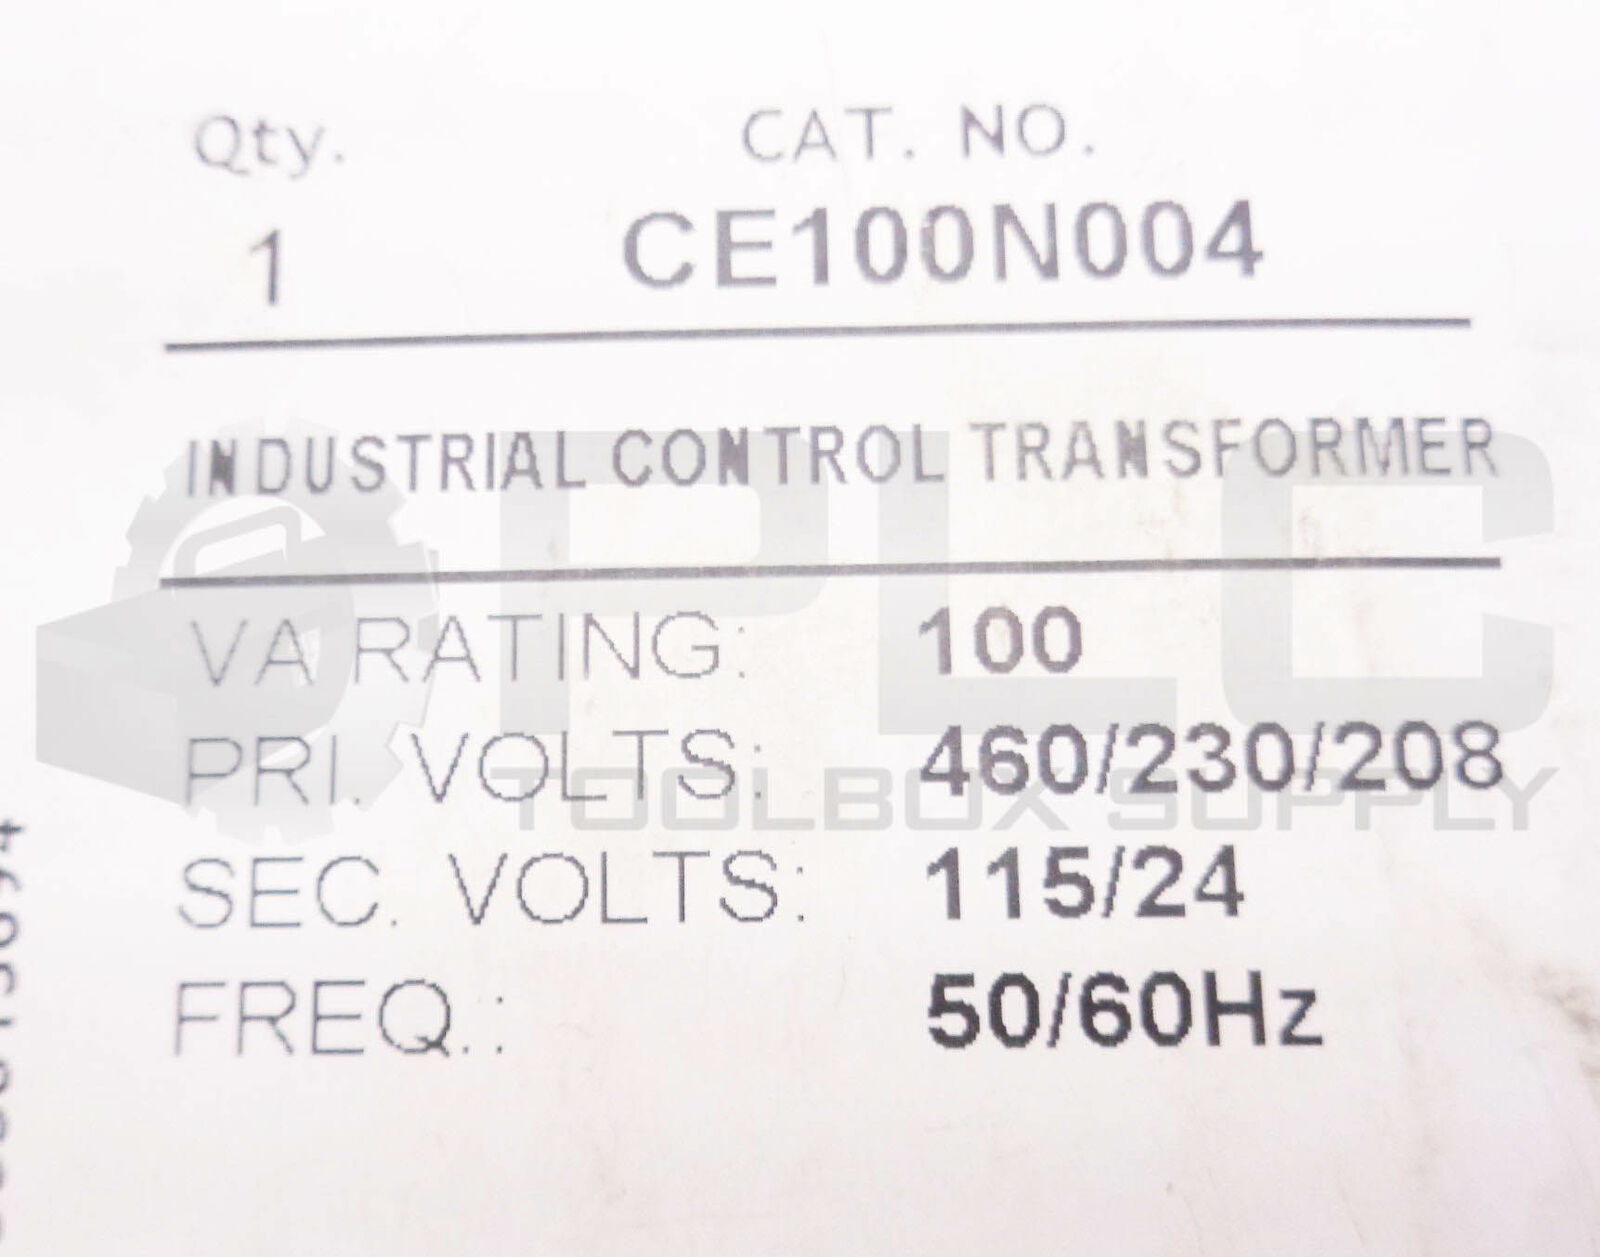 Qty. CAT. NO.
1 CE100N004
INDUSTRIAL CONTROL TRANSFORMER
VA RATING: 100
PRI. VOLTS: 460/230/208
SEC. VOLTS: 115/24
FREQ.: 50/60Hz
PLC
TOOLBOX SUPPLY